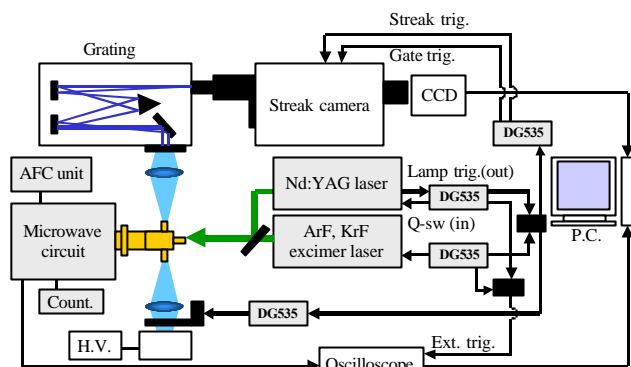 Streak trig.
Grating
Gate trig.
Streak camera
CCD
DG535
AFC unit
Nd:YAG laser
Lamp trig.(out)
DG535
Microwave
circuit
Q-sw (in)
ArF, KrF
excimer laser
P.C.
DG535
Count.
DG535
H.V.
Ext. trig.
Oscilloscope